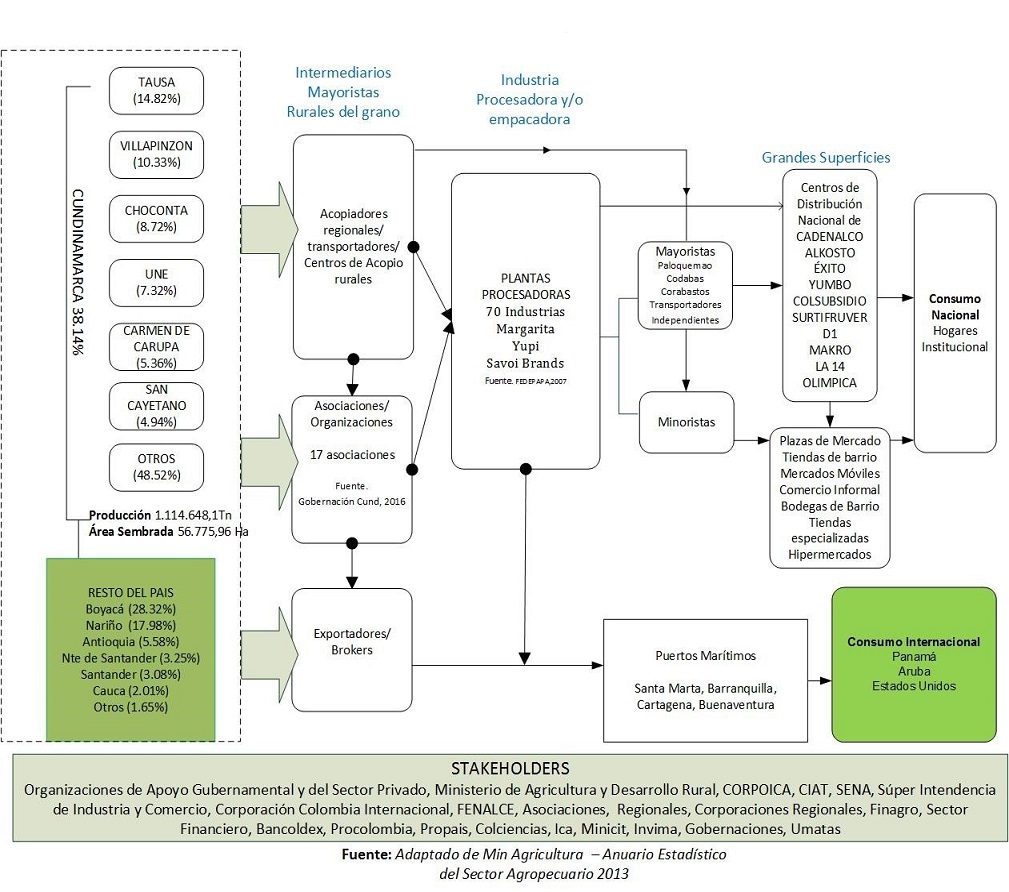 TAUSA
(14.82%)
VILLAPINZON
(10.33%)
CHOCONTA
(8.72%)
UNE
(7.32%)
CARMEN DE
CARUPA
(5.36%)
SAN
CAYETANO
(4.94%)
OTROS
(48.52%)
CUNDINAMARCA 38.14%
Producción 1.114.648,1Tn
Área Sembrada 56.775,96 Ha
RESTO DEL PAIS
Boyacá (28.32%)
Nariño (17.98%)
Antioquia (5.58%)
Nte de Santander (3.25%)
Santander (3.08%)
Cauca (2.01%)
Otros (1.65%)
Intermediarios
Mayoristas
Rurales del grano
Acopiadores
regionales/
transportadores/
Centros de Acopio
rurales
Asociaciones/
Organizaciones
17 asociaciones
Fuente.
Gobernación Cund, 2016
Exportadores/
Brokers
Industria
Procesadora y/o
empacadora
PLANTAS
PROCESADORAS
70 Industrias
Margarita
Yupi
Savoi Brands
Fuente. FEDEPAPA,2007
Mayoristas
Paloquemao
Codabas
Corabastos
Transportadores
Independientes
Minoristas
Grandes Superficies
Centros de
Distribución
Nacional de
CADENALCO
ALKOSTO
ÉXITO
YUMBO
COLSUBSIDIO
SURTIFRUVER
D1
MAKRO
LA 14
OLIMPICA
Plazas de Mercado
Tiendas de barrio
Mercados Móviles
Comercio Informal
Bodegas de Barrio
Tiendas
especializadas
Hipermercados
Consumo
Nacional
Hogares
Institucional
Puertos Marítimos
Santa Marta, Barranquilla,
Cartagena, Buenaventura
Consumo Internacional
Panamá
Aruba
Estados Unidos
STAKEHOLDERS
Organizaciones de Apoyo Gubernamental y del Sector Privado, Ministerio de Agricultura y Desarrollo Rural, CORPOICA, CIAT, SENA, Súper Intendencia
de Industria y Comercio, Corporación Colombia Internacional, FENALCE, Asociaciones, Regionales, Corporaciones Regionales, Finagro, Sector
Financiero, Bancoldex, Procolombia, Propais, Colciencias, Ica, Minicit, Invima, Gobernaciones, Umatas
Fuente: Adaptado de Min Agricultura – Anuario Estadístico
del Sector Agropecuario 2013